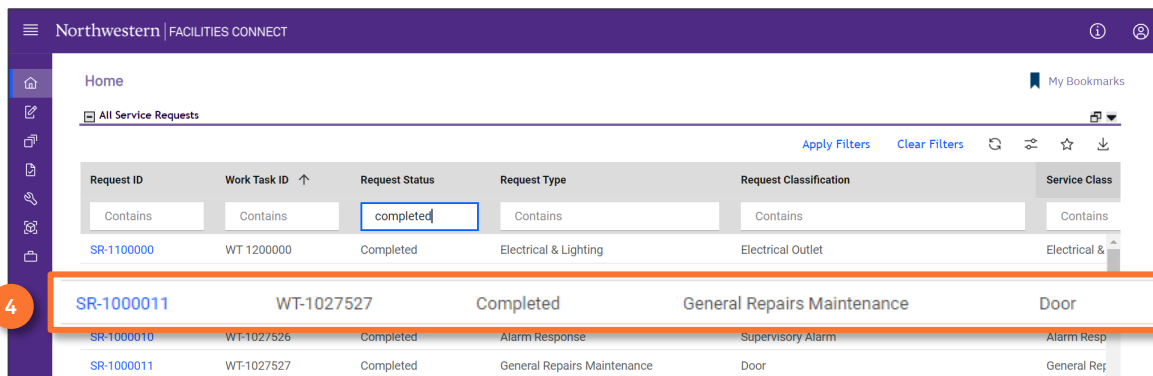 Northwestern | FACILITIES CONNECT
Home
My Bookmarks
All Service Requests
Apply Filters Clear Filters
Request ID Work Task ID Request Status Request Type Request Classification Service Class
Contains Contains completed Contains Contains Contains
SR-1100000 WT 1200000 Completed Electrical & Lighting Electrical Outlet Electrical &
4 SR-1000011 WT-1027527 Completed General Repairs Maintenance Door
SR-1000010 WT-1027526 Completed Alarm Response Supervisory Alarm Alarm Resp
SR-1000011 WT-1027527 Completed General Repairs Maintenance Door General Rep